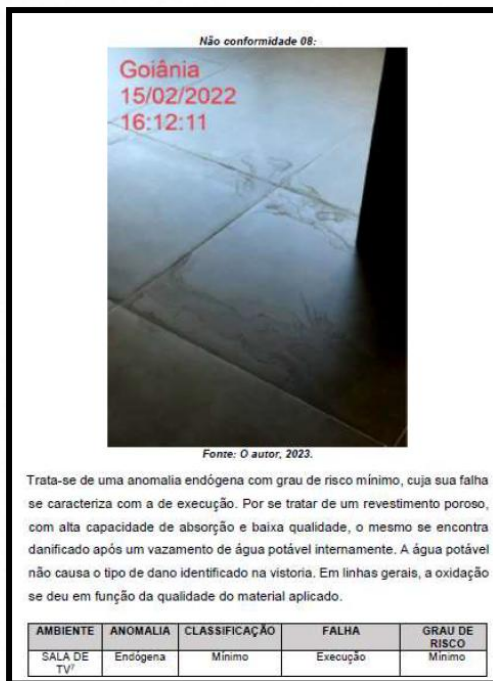 Não conformidade 08:
Goiânia
15/02/2022
16:12:11
Fonte: O autor, 2023.
Trata-se de uma anomalia endógena com grau de risco mínimo, cuja sua falha
se caracteriza com a de execução. Por se tratar de um revestimento poroso,
com alta capacidade de absorção e baixa qualidade, o mesmo se encontra
danificado após um vazamento de água potável internamente. A água potável
não causa o tipo de dano identificado na vistoria. Em linhas gerais, a oxidação
se deu em função da qualidade do material aplicado.
AMBIENTE ANOMALIA CLASSIFICAÇÃO FALHA GRAU DE
RISCO
SALA DE Endógena Mínimo Execução Mínimo
TV7